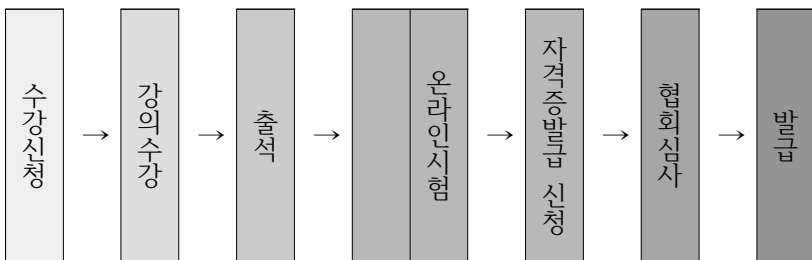 수강신청
→
강의수강
→
출석
→
온라인시험
→
자격증발급 신청
→
협회심사
→
발급